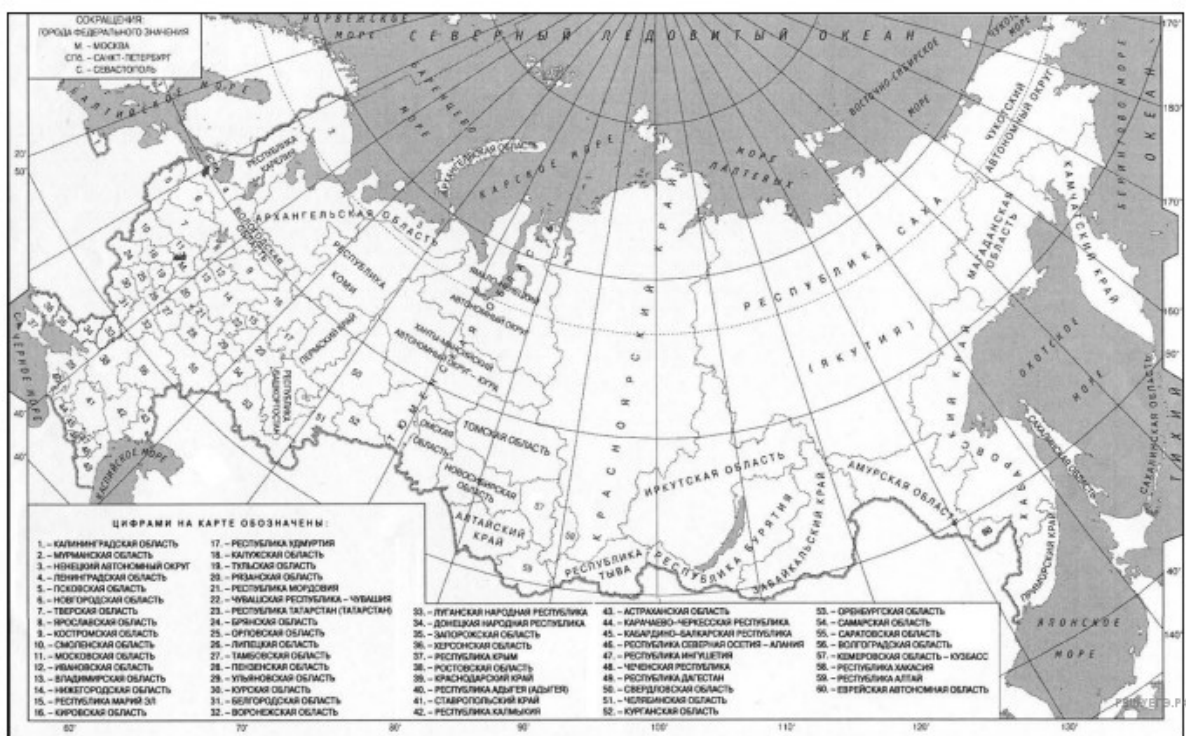 СОКРАЩЕНИЯ:
ГОРОДА ФЕДЕРАЛЬНОГО ЗНАЧЕНИЯ
М. – МОСКВА
СПб. – САНКТ-ПЕТЕРБУРГ
С. – СЕВАСТОПОЛЬ
НОРВЕЖСКОЕ МОРЕ
СЕВЕРНЫЙ ЛЕДОВИТЫЙ ОКЕАН
БАЛТИЙСКОЕ МОРЕ
БАРЕНЦЕВО МОРЕ
КАРСКОЕ МОРЕ
МОРЕ ЛАПТЕВЫХ
ВОСТОЧНО-СИБИРСКОЕ МОРЕ
БЕРИНГОВО МОРЕ
ТИХИЙ ОКЕАН
ОХОТСКОЕ МОРЕ
ЯПОНСКОЕ МОРЕ
ЧЕРНОЕ МОРЕ
КАСПИЙСКОЕ МОРЕ
РЕСПУБЛИКА КАРЕЛИЯ
АРХАНГЕЛЬСКАЯ ОБЛАСТЬ
АРХАНГЕЛЬСКАЯ ОБЛАСТЬ
ВОЛОГОДСКАЯ ОБЛАСТЬ
РЕСПУБЛИКА КОМИ
ПЕРМСКИЙ КРАЙ
РЕСПУБЛИКА БАШКОРТОСТАН
ЯМАЛО-НЕНЕЦКИЙ АВТОНОМНЫЙ ОКРУГ
ХАНТЫ-МАНСИЙСКИЙ АВТОНОМНЫЙ ОКРУГ – ЮГРА
ОМСКАЯ ОБЛАСТЬ
ТОМСКАЯ ОБЛАСТЬ
НОВОСИБИРСКАЯ ОБЛАСТЬ
АЛТАЙСКИЙ КРАЙ
КРАСНОЯРСКИЙ КРАЙ
РЕСПУБЛИКА ТЫВА
ИРКУТСКАЯ ОБЛАСТЬ
РЕСПУБЛИКА БУРЯТИЯ
ЗАБАЙКАЛЬСКИЙ КРАЙ
РЕСПУБЛИКА САХА
(ЯКУТИЯ)
АМУРСКАЯ ОБЛАСТЬ
ХАБАРОВСКИЙ КРАЙ
ПРИМОРСКИЙ КРАЙ
МАГАДАНСКАЯ ОБЛАСТЬ
ЧУКОТСКИЙ АВТОНОМНЫЙ ОКРУГ
КАМЧАТСКИЙ КРАЙ
САХАЛИНСКАЯ ОБЛАСТЬ
САХАЛИНСКАЯ ОБЛАСТЬ
ЦИФРАМИ НА КАРТЕ ОБОЗНАЧЕНЫ:
1. – КАЛИНИНГРАДСКАЯ ОБЛАСТЬ
2. – МУРМАНСКАЯ ОБЛАСТЬ
3. – НЕНЕЦКИЙ АВТОНОМНЫЙ ОКРУГ
4. – ЛЕНИНГРАДСКАЯ ОБЛАСТЬ
5. – ПСКОВСКАЯ ОБЛАСТЬ
6. – НОВГОРОДСКАЯ ОБЛАСТЬ
7. – ТВЕРСКАЯ ОБЛАСТЬ
8. – ЯРОСЛАВСКАЯ ОБЛАСТЬ
9. – КОСТРОМСКАЯ ОБЛАСТЬ
10. – СМОЛЕНСКАЯ ОБЛАСТЬ
11. – МОСКОВСКАЯ ОБЛАСТЬ
12. – ИВАНОВСКАЯ ОБЛАСТЬ
13. – ВЛАДИМИРСКАЯ ОБЛАСТЬ
14. – НИЖЕГОРОДСКАЯ ОБЛАСТЬ
15. – РЕСПУБЛИКА МАРИЙ ЭЛ
16. – КИРОВСКАЯ ОБЛАСТЬ
17. – РЕСПУБЛИКА УДМУРТИЯ
18. – КАЛУЖСКАЯ ОБЛАСТЬ
19. – ТУЛЬСКАЯ ОБЛАСТЬ
20. – РЯЗАНСКАЯ ОБЛАСТЬ
21. – РЕСПУБЛИКА МОРДОВИЯ
22. – ЧУВАШСКАЯ РЕСПУБЛИКА – ЧУВАШИЯ
23. – РЕСПУБЛИКА ТАТАРСТАН (ТАТАРСТАН)
24. – БРЯНСКАЯ ОБЛАСТЬ
25. – ОРЛОВСКАЯ ОБЛАСТЬ
26. – ЛИПЕЦКАЯ ОБЛАСТЬ
27. – ТАМБОВСКАЯ ОБЛАСТЬ
28. – ПЕНЗЕНСКАЯ ОБЛАСТЬ
29. – УЛЬЯНОВСКАЯ ОБЛАСТЬ
30. – КУРСКАЯ ОБЛАСТЬ
31. – БЕЛГОРОДСКАЯ ОБЛАСТЬ
32. – ВОРОНЕЖСКАЯ ОБЛАСТЬ
33. – ЛУГАНСКАЯ НАРОДНАЯ РЕСПУБЛИКА
34. – ДОНЕЦКАЯ НАРОДНАЯ РЕСПУБЛИКА
35. – ЗАПОРОЖСКАЯ ОБЛАСТЬ
36. – ХЕРСОНСКАЯ ОБЛАСТЬ
37. – РЕСПУБЛИКА КРЫМ
38. – РОСТОВСКАЯ ОБЛАСТЬ
39. – КРАСНОДАРСКИЙ КРАЙ
40. – РЕСПУБЛИКА АДЫГЕЯ (АДЫГЕЯ)
41. – СТАВРОПОЛЬСКИЙ КРАЙ
42. – РЕСПУБЛИКА КАЛМЫКИЯ
43. – АСТРАХАНСКАЯ ОБЛАСТЬ
44. – КАРАЧАЕВО–ЧЕРКЕССКАЯ РЕСПУБЛИКА
45. – КАБАРДИНО–БАЛКАРСКАЯ РЕСПУБЛИКА
46. – РЕСПУБЛИКА СЕВЕРНАЯ ОСЕТИЯ – АЛАНИЯ
47. – РЕСПУБЛИКА ИНГУШЕТИЯ
48. – ЧЕЧЕНСКАЯ РЕСПУБЛИКА
49. – РЕСПУБЛИКА ДАГЕСТАН
50. – СВЕРДЛОВСКАЯ ОБЛАСТЬ
51. – ЧЕЛЯБИНСКАЯ ОБЛАСТЬ
52. – КУРГАНСКАЯ ОБЛАСТЬ
53. – ОРЕНБУРГСКАЯ ОБЛАСТЬ
54. – САМАРСКАЯ ОБЛАСТЬ
55. – САРАТОВСКАЯ ОБЛАСТЬ
56. – ВОЛГОГРАДСКАЯ ОБЛАСТЬ
57. – КЕМЕРОВСКАЯ ОБЛАСТЬ – КУЗБАСС
58. – РЕСПУБЛИКА ХАКАСИЯ
59. – РЕСПУБЛИКА АЛТАЙ
60. – ЕВРЕЙСКАЯ АВТОНОМНАЯ ОБЛАСТЬ
80°
90°
100°
110°
120°
130°